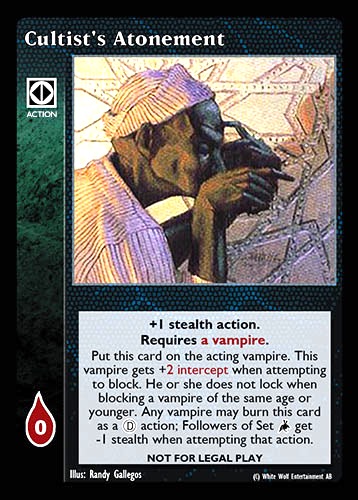 Cultist's Atonement
ACTION
+1 stealth action.
Requires a vampire.
Put this card on the acting vampire. This
vampire gets +2 intercept when attempting
to block. He or she does not lock when
blocking a vampire of the same age or
younger. Any vampire may burn this card
as a D action; Followers of Set get
-1 stealth when attempting that action.
NOT FOR LEGAL PLAY
0
Illus: Randy Gallegos
(C) White Wolf Entertainment AB